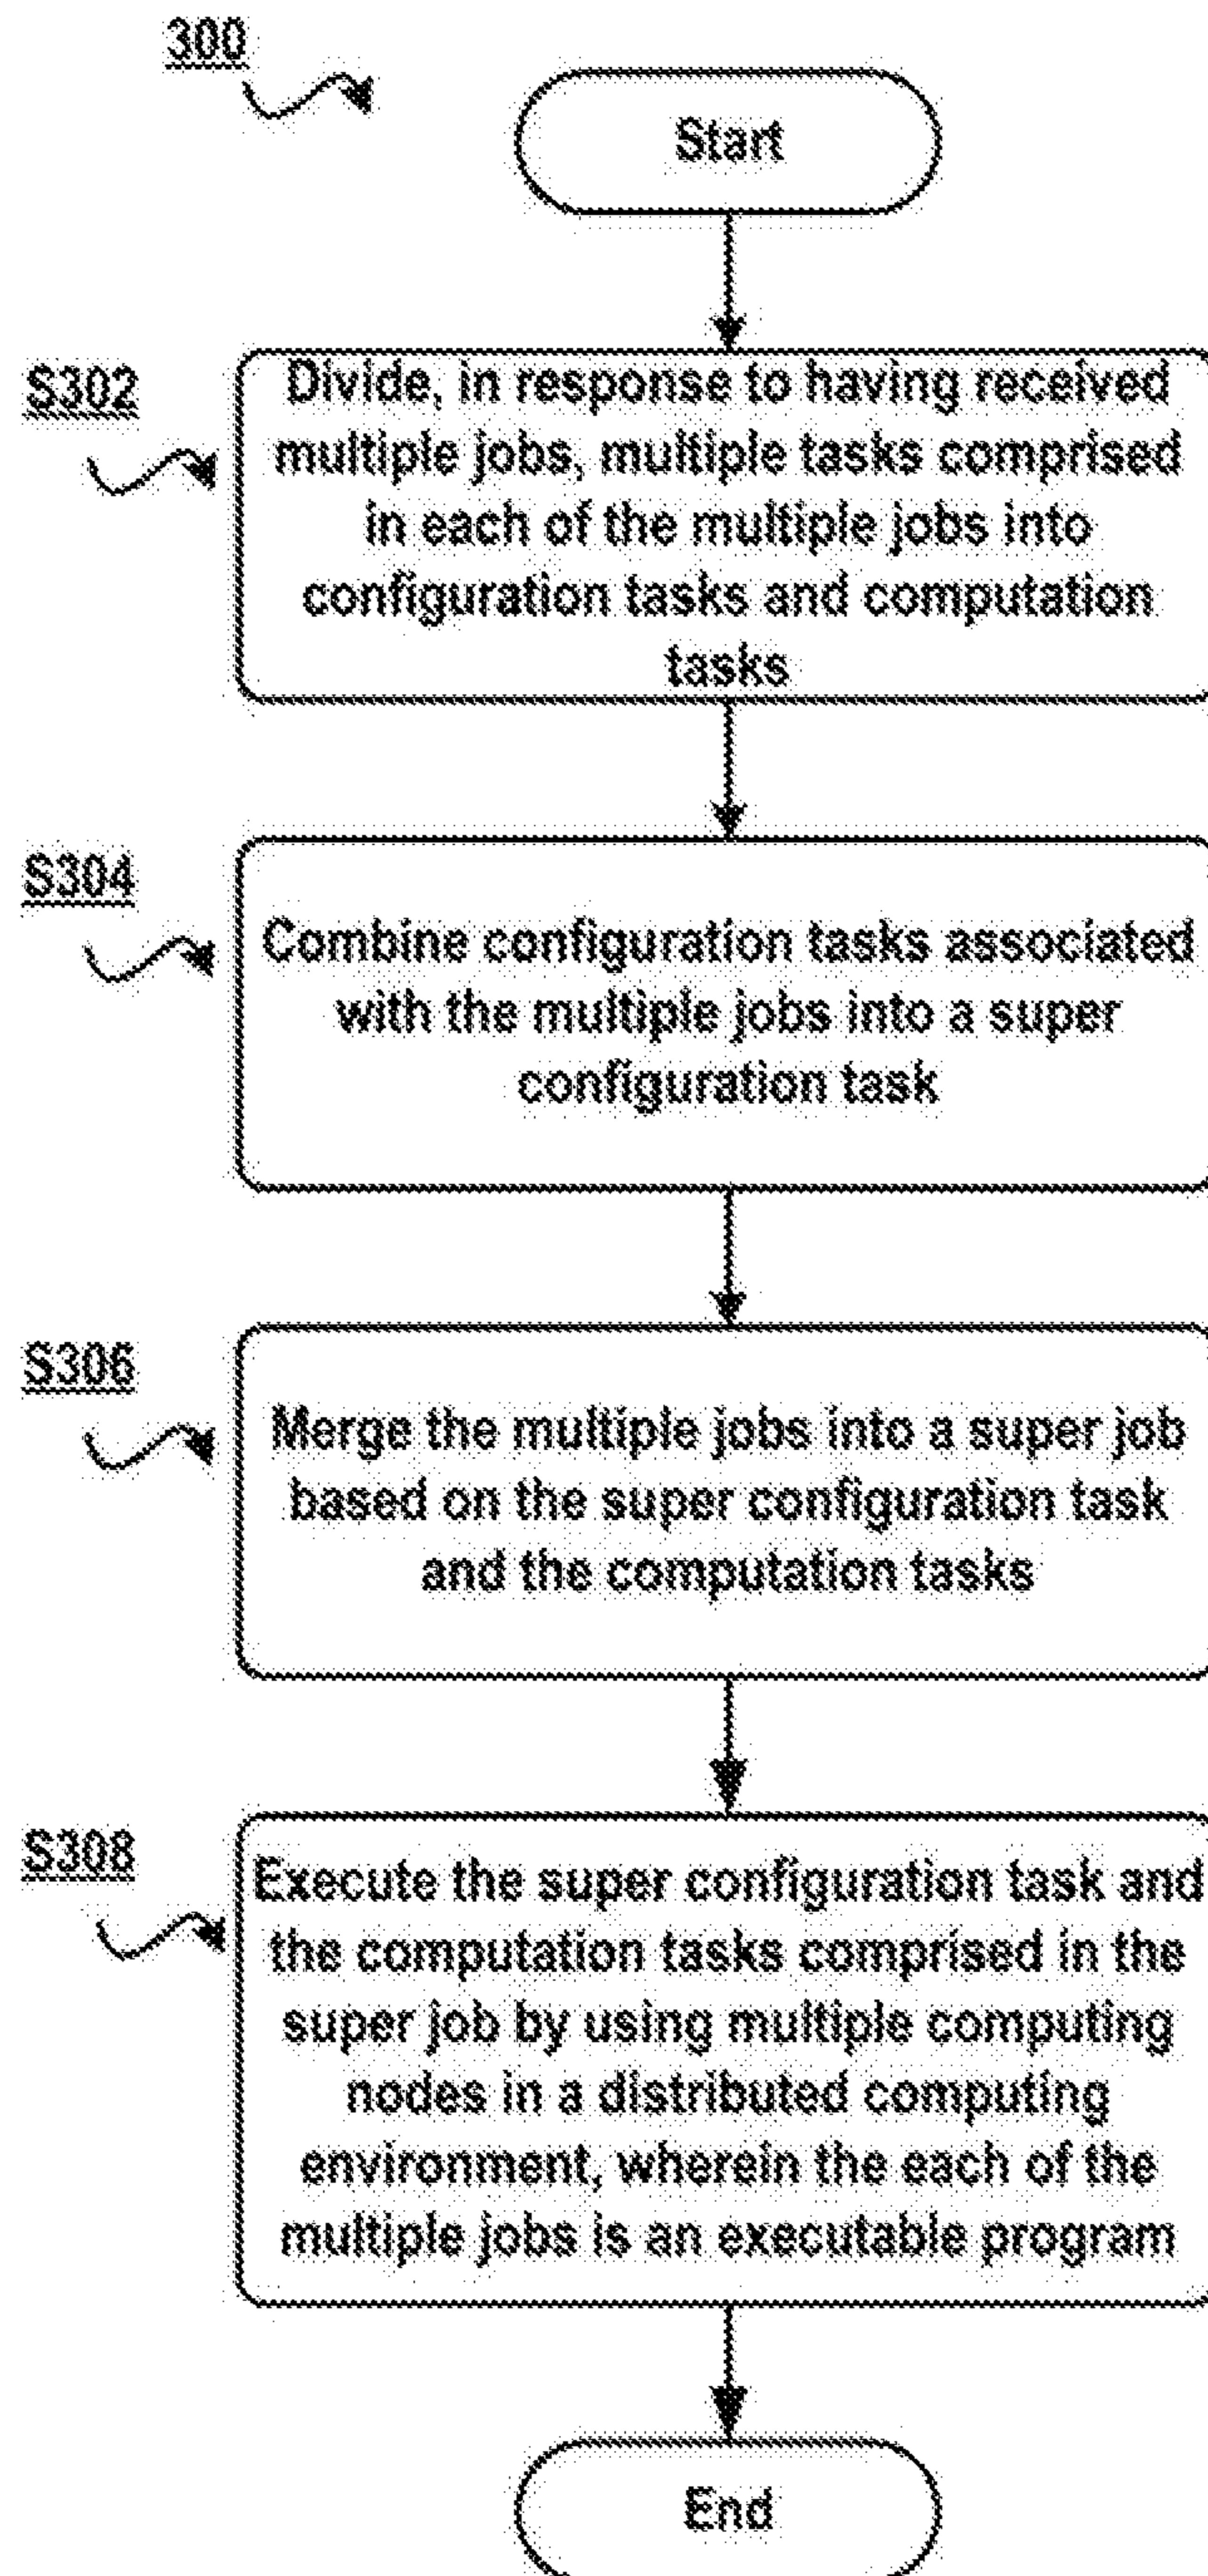 300
Start
S302
Divide, in response to having received
multiple jobs, multiple tasks comprised
in each of the multiple jobs into
configuration tasks and computation
tasks
S304
Combine configuration tasks associated
with the multiple jobs into a super
configuration task
S306
Merge the multiple jobs into a super job
based on the super configuration task
and the computation tasks
S308
Execute the super configuration task and
the computation tasks comprised in the
super job by using multiple computing
nodes in a distributed computing
environment, wherein the each of the
multiple jobs is an executable program
End